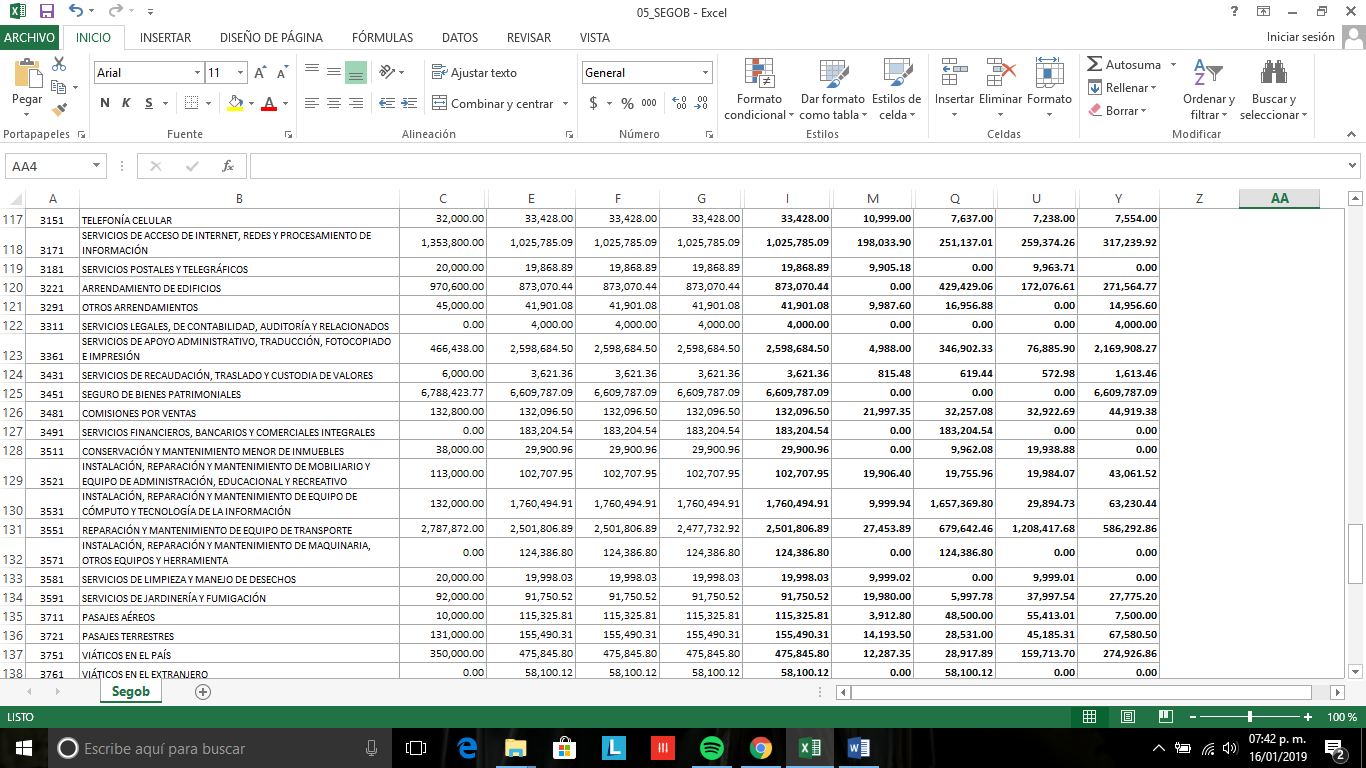 05_SEGOB - Excel
ARCHIVO INICIO INSERTAR DISEÑO DE PÁGINA FÓRMULAS DATOS REVISAR VISTA Iniciar sesión
Pegar
Arial 11
N K S
Ajustar texto
Combinar y centrar
General
$ % 000
Formato condicional
Dar formato como tabla
Estilos de celda
Insertar Eliminar Formato
Autosuma
Rellenar
Borrar
Ordenar y filtrar
Buscar y seleccionar
Portapapeles Fuente Alineación Número Estilos Celdas Modificar
AA4 fx
A B C E F G I M Q U Y Z AA
117 3151 TELEFONÍA CELULAR 32,000.00 33,428.00 33,428.00 33,428.00 33,428.00 10,999.00 7,637.00 7,238.00 7,554.00
118 3171 SERVICIOS DE ACCESO DE INTERNET, REDES Y PROCESAMIENTO DE
INFORMACIÓN 1,353,800.00 1,025,785.09 1,025,785.09 1,025,785.09 1,025,785.09 198,033.90 251,137.01 259,374.26 317,239.92
119 3181 SERVICIOS POSTALES Y TELEGRÁFICOS 20,000.00 19,868.89 19,868.89 19,868.89 19,868.89 9,905.18 0.00 9,963.71 0.00
120 3221 ARRENDAMIENTO DE EDIFICIOS 970,600.00 873,070.44 873,070.44 873,070.44 873,070.44 0.00 429,429.06 172,076.61 271,564.77
121 3291 OTROS ARRENDAMIENTOS 45,000.00 41,901.08 41,901.08 41,901.08 41,901.08 9,987.60 16,956.88 0.00 14,956.60
122 3311 SERVICIOS LEGALES, DE CONTABILIDAD, AUDITORÍA Y RELACIONADOS 0.00 4,000.00 4,000.00 4,000.00 4,000.00 0.00 0.00 0.00 4,000.00
123 3361 SERVICIOS DE APOYO ADMINISTRATIVO, TRADUCCIÓN, FOTOCOPIADO
E IMPRESIÓN 466,438.00 2,598,684.50 2,598,684.50 2,598,684.50 2,598,684.50 4,988.00 346,902.33 76,885.90 2,169,908.27
124 3431 SERVICIOS DE RECAUDACIÓN, TRASLADO Y CUSTODIA DE VALORES 6,000.00 3,621.36 3,621.36 3,621.36 3,621.36 815.48 619.44 572.98 1,613.46
125 3451 SEGURO DE BIENES PATRIMONIALES 6,788,423.77 6,609,787.09 6,609,787.09 6,609,787.09 6,609,787.09 0.00 0.00 0.00 6,609,787.09
126 3481 COMISIONES POR VENTAS 132,800.00 132,096.50 132,096.50 132,096.50 132,096.50 21,997.35 32,257.08 32,922.69 44,919.38
127 3491 SERVICIOS FINANCIEROS, BANCARIOS Y COMERCIALES INTEGRALES 0.00 183,204.54 183,204.54 183,204.54 183,204.54 0.00 183,204.54 0.00 0.00
128 3511 CONSERVACIÓN Y MANTENIMIENTO MENOR DE INMUEBLES 38,000.00 29,900.96 29,900.96 29,900.96 29,900.96 0.00 9,962.08 19,938.88 0.00
129 3521 INSTALACIÓN, REPARACIÓN Y MANTENIMIENTO DE MOBILIARIO Y
EQUIPO DE ADMINISTRACIÓN, EDUCACIONAL Y RECREATIVO 113,000.00 102,707.95 102,707.95 102,707.95 102,707.95 19,906.40 19,755.96 19,984.07 43,061.52
130 3531 INSTALACIÓN, REPARACIÓN Y MANTENIMIENTO DE EQUIPO DE
CÓMPUTO Y TECNOLOGÍA DE LA INFORMACIÓN 132,000.00 1,760,494.91 1,760,494.91 1,760,494.91 1,760,494.91 9,999.94 1,657,369.80 29,894.73 63,230.44
131 3551 REPARACIÓN Y MANTENIMIENTO DE EQUIPO DE TRANSPORTE 2,787,872.00 2,501,806.89 2,501,806.89 2,477,732.92 2,501,806.89 27,453.89 679,642.46 1,208,417.68 586,292.86
132 3571 INSTALACIÓN, REPARACIÓN Y MANTENIMIENTO DE MAQUINARIA,
OTROS EQUIPOS Y HERRAMIENTA 0.00 124,386.80 124,386.80 124,386.80 124,386.80 0.00 124,386.80 0.00 0.00
133 3581 SERVICIOS DE LIMPIEZA Y MANEJO DE DESECHOS 20,000.00 19,998.03 19,998.03 19,998.03 19,998.03 9,999.02 0.00 9,999.01 0.00
134 3591 SERVICIOS DE JARDINERÍA Y FUMIGACIÓN 92,000.00 91,750.52 91,750.52 91,750.52 91,750.52 19,980.00 5,997.78 37,997.54 27,775.20
135 3711 PASAJES AÉREOS 10,000.00 115,325.81 115,325.81 115,325.81 115,325.81 3,912.80 48,500.00 55,413.01 7,500.00
136 3721 PASAJES TERRESTRES 131,000.00 155,490.31 155,490.31 155,490.31 155,490.31 14,193.50 28,531.00 45,185.31 67,580.50
137 3751 VIÁTICOS EN EL PAÍS 350,000.00 475,845.80 475,845.80 475,845.80 475,845.80 12,287.35 28,917.89 159,713.70 274,926.86
138 3761 VIÁTICOS EN EL EXTRANJERO 0.00 58,100.12 58,100.12 58,100.12 58,100.12 0.00 58,100.12 0.00 0.00
Segob
LISTO 100 %
Escribe aquí para buscar
07:42 p. m.
16/01/2019
2